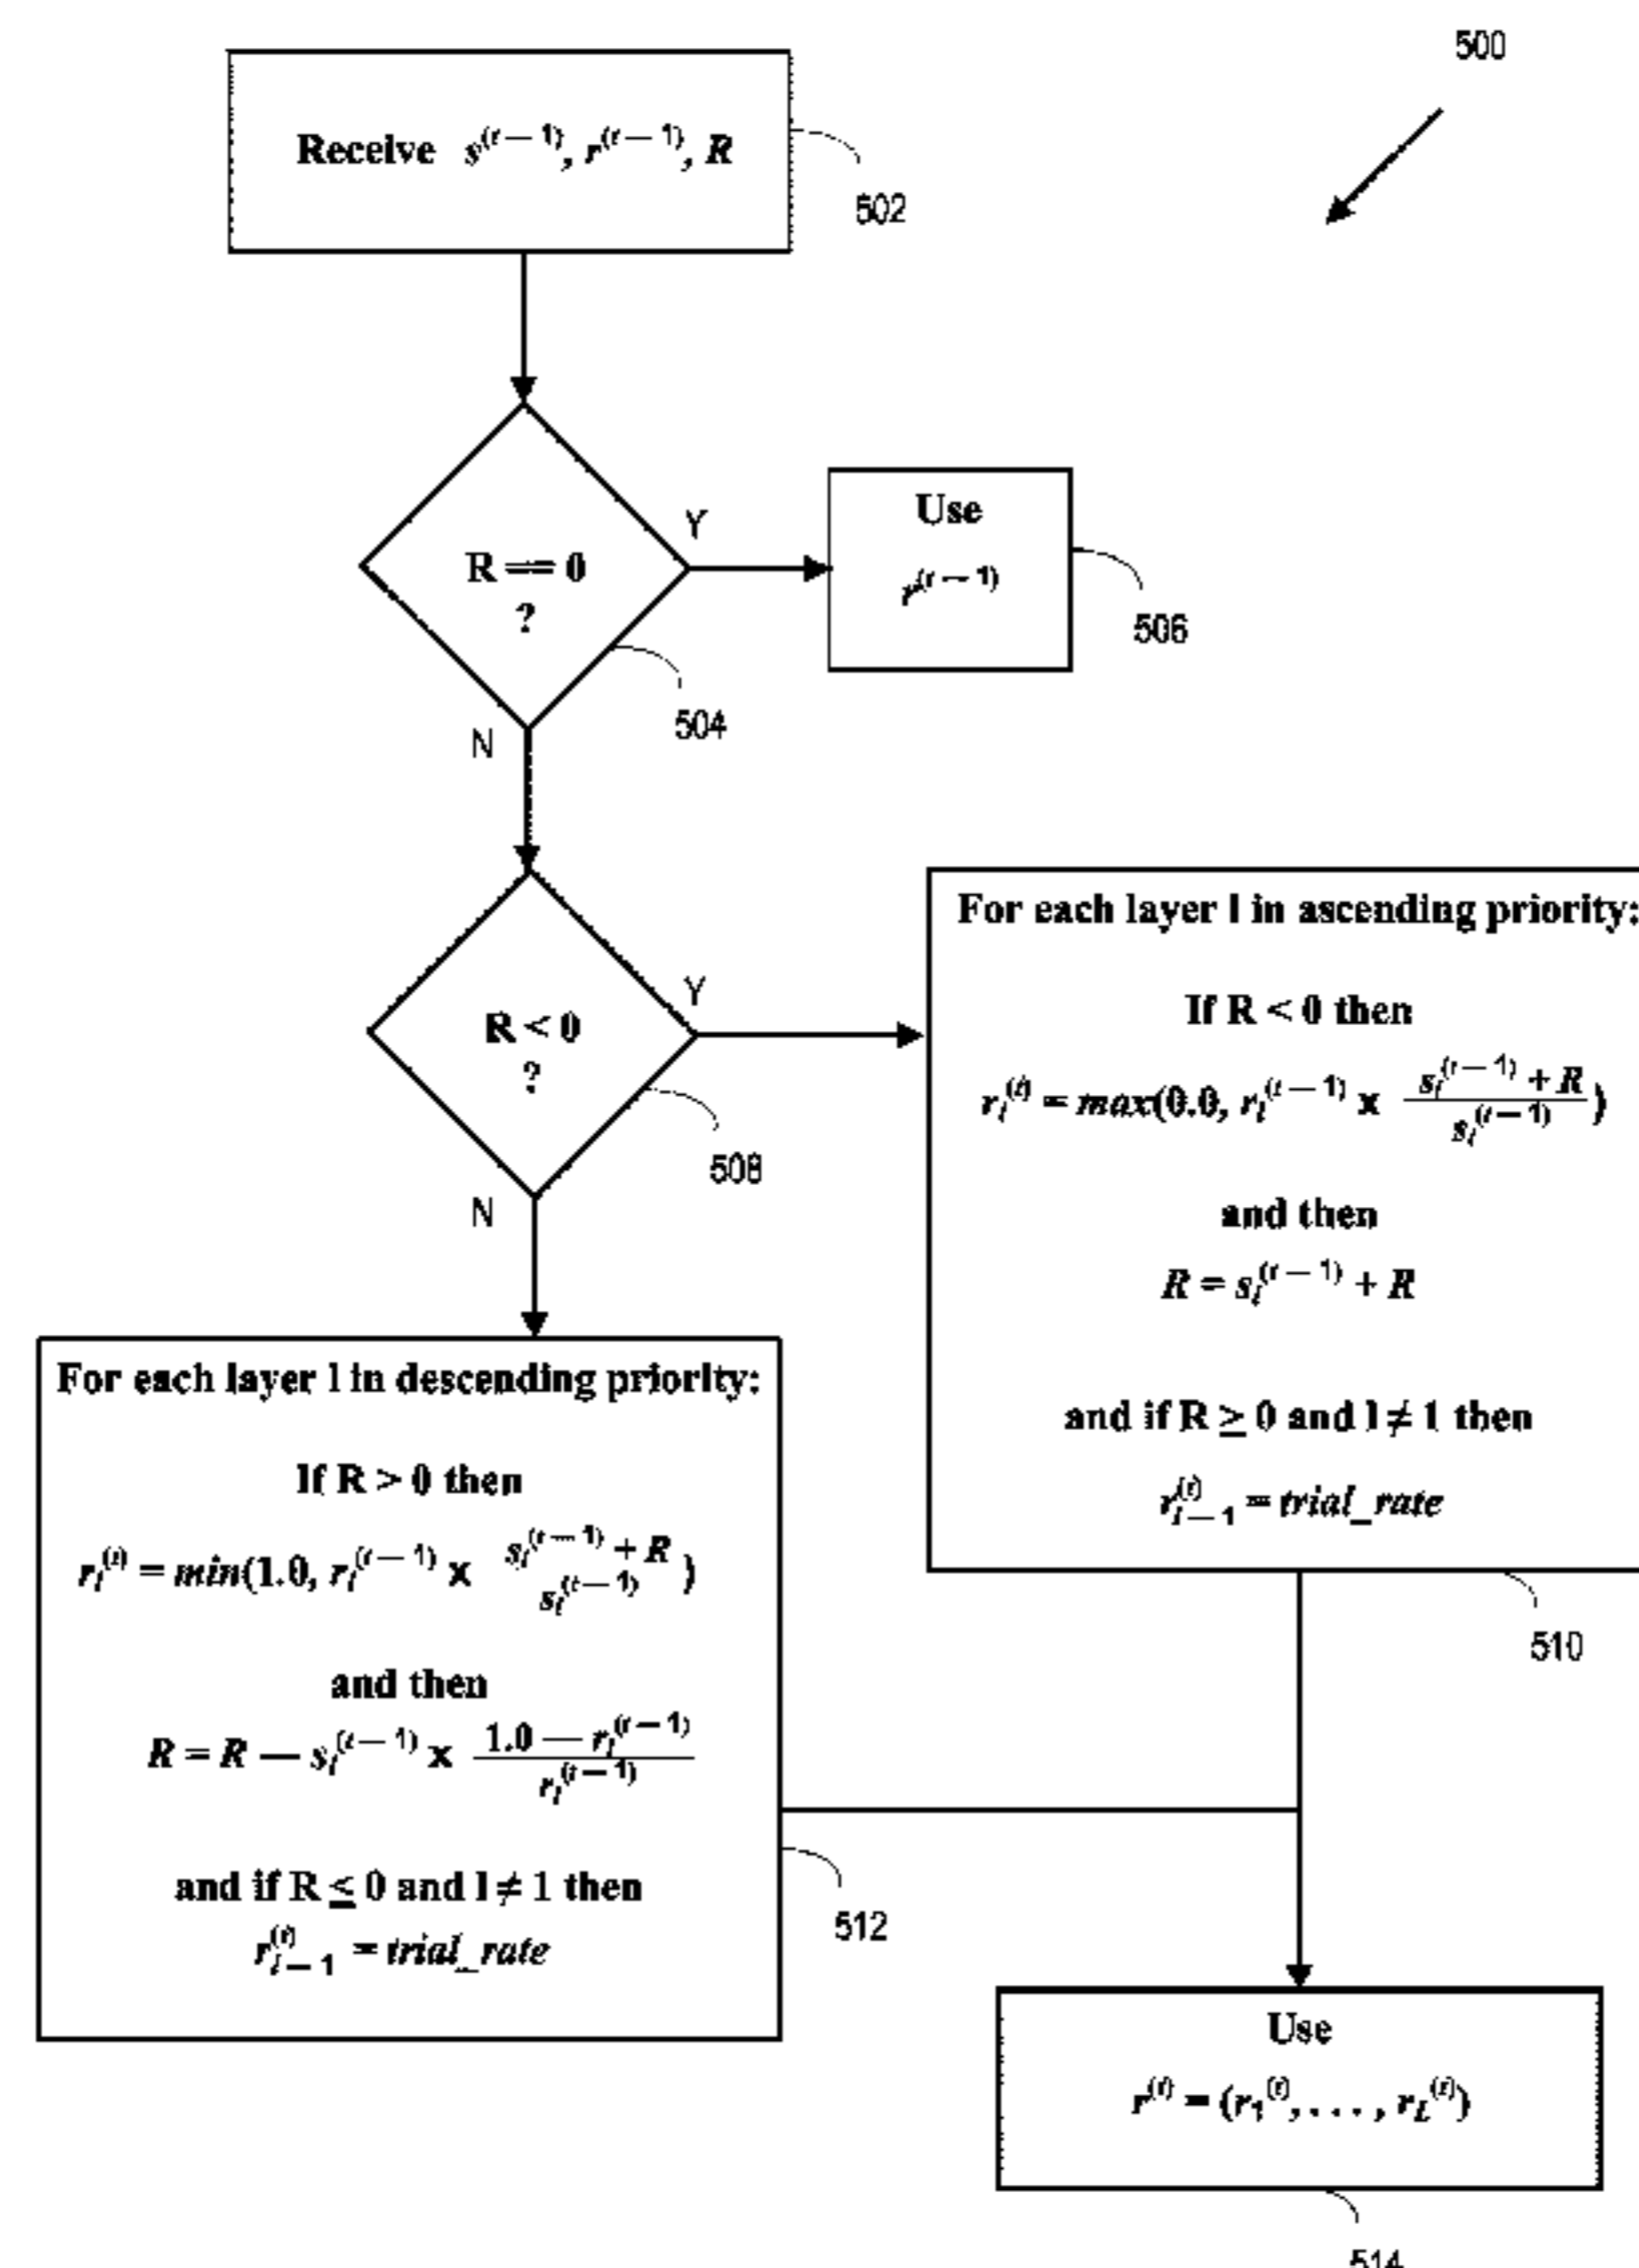 500
Receive s^(t − 1), r^(t − 1), R
502
R == 0
?
Y
Use
r^(t − 1)
506
504
N
R < 0
?
Y
508
N
For each layer l in ascending priority:
If R < 0 then
r_l^(t) = max(0.0, r_l^(t − 1) x (s_l^(t − 1) + R) / s_l^(t − 1))
and then
R = s_l^(t − 1) + R
and if R ≥ 0 and l ≠ 1 then
r_l − 1^(t) = trial_rate
510
For each layer l in descending priority:
If R > 0 then
r_l^(t) = min(1.0, r_l^(t − 1) x (s_l^(t − 1) + R) / s_l^(t − 1))
and then
R = R — s_l^(t − 1) x (1.0 — r_l^(t − 1)) / r_l^(t − 1)
and if R ≤ 0 and l ≠ 1 then
r_l − 1^(t) = trial_rate
512
Use
r^(t) = (r_1^(t), . . . , r_L^(t))
514